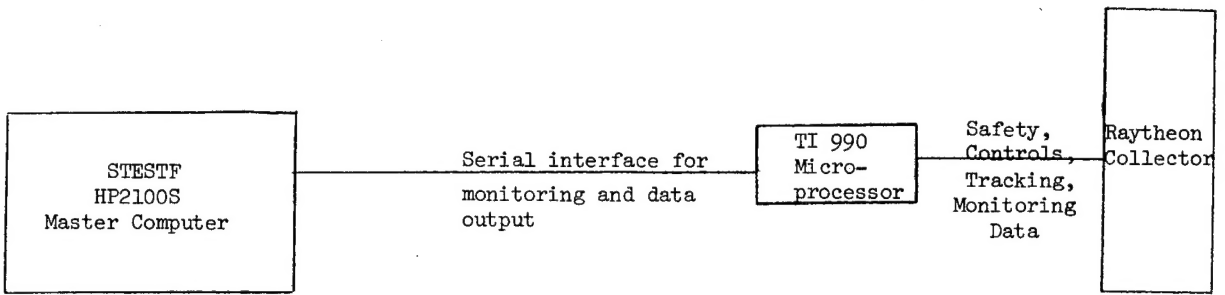 STESTF
HP2100S
Master Computer
Serial interface for
monitoring and data
output
TI 990
Micro-
processor
Safety,
Controls,
Tracking,
Monitoring
Data
Raytheon
Collector